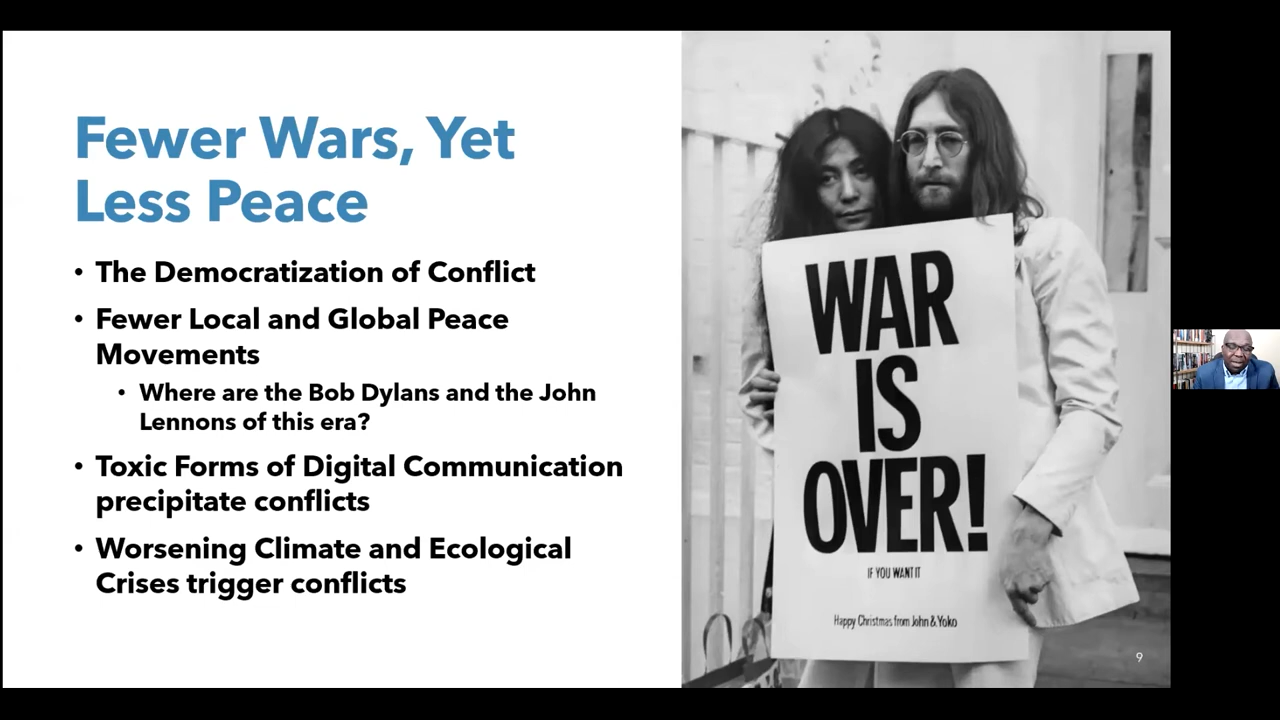 Fewer Wars, Yet
Less Peace
• The Democratization of Conflict
• Fewer Local and Global Peace
Movements
• Where are the Bob Dylans and the John
Lennons of this era?
• Toxic Forms of Digital Communication
precipitate conflicts
• Worsening Climate and Ecological
Crises trigger conflicts
WAR
IS
OVER!
IF YOU WANT IT
Happy Christmas from John & Yoko
9